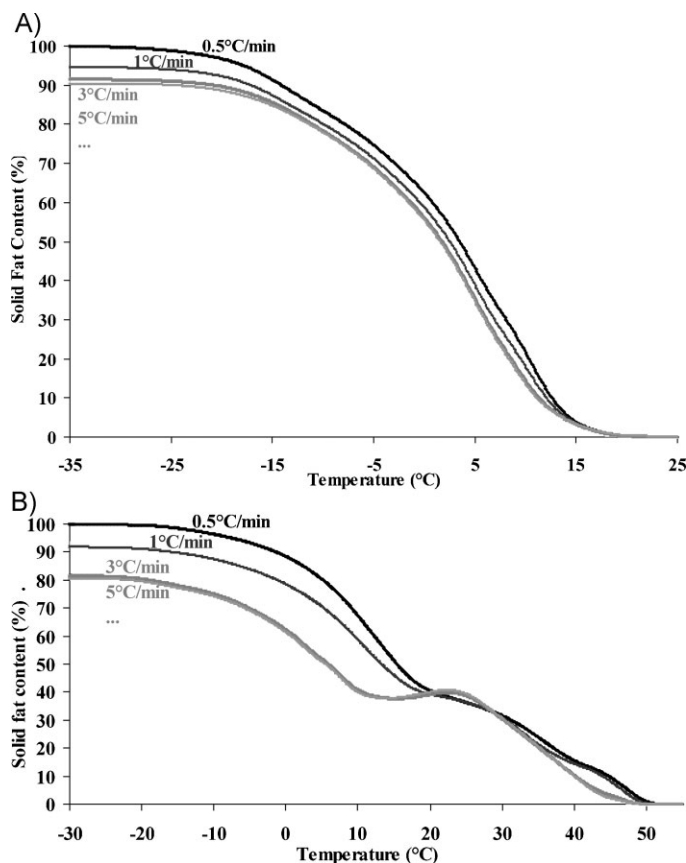 A)
100
90
80
70
60
50
40
30
20
10
0
Solid Fat Content (%)
0.5°C/min
1°C/min
3°C/min
5°C/min
...
-35 -25 -15 -5 5 15 25
Temperature (°C)
B)
100
90
80
70
60
50
40
30
20
10
0
Solid fat content (%) .
0.5°C/min
1°C/min
3°C/min
5°C/min
...
-30 -20 -10 0 10 20 30 40 50
Temperature (°C)